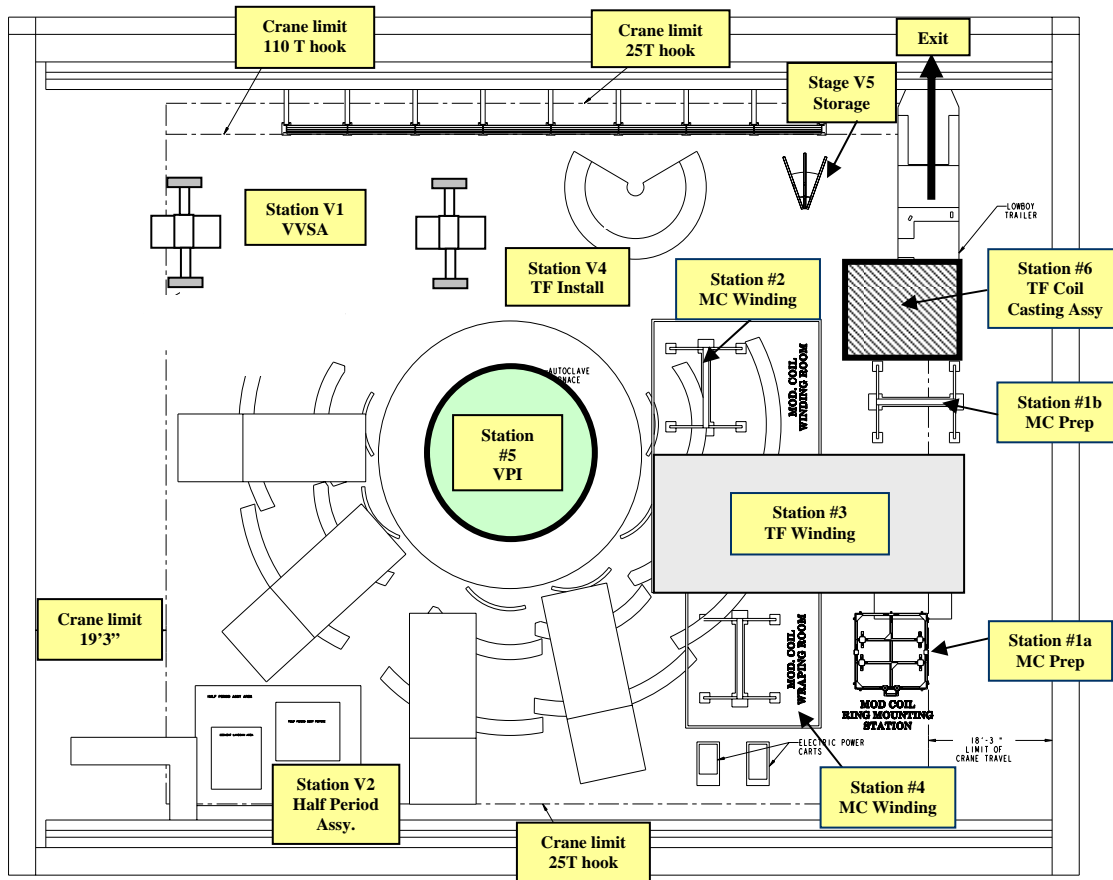 Crane limit
110 T hook
Crane limit
25T hook
Exit
Stage V5
Storage
Station V1
VVSA
LOWBOY
TRAILER
Station V4
TF Install
Station #2
MC Winding
Station #6
TF Coil
Casting Assy
MOD. COIL
WINDING ROOM
AUTOCLAVE
Station #1b
MC Prep
Station
#5
VPI
Station #3
TF Winding
Crane limit
19'3"
Station #1a
MC Prep
MOD. COIL
WRAPING ROOM
MOD COIL
RING MOUNTING
STATION
HALF PERIOD ASSY AREA
ELECTRIC POWER
CARTS
18'-3 "
LIMIT OF
CRANE TRAVEL
Station V2
Half Period
Assy.
Station #4
MC Winding
Crane limit
25T hook